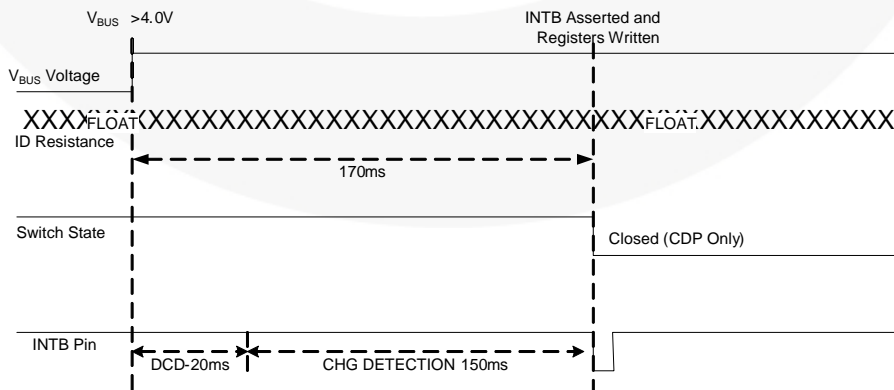 VBUS >4.0V
INTB Asserted and
Registers Written
VBUS Voltage
XXXXFLOATXXXXXXXXXXXXXXXXXXXXXXXXXXXXXXXXXXXXFLOATXXXXXXXXXXXXX
ID Resistance
170ms
Switch State
Closed (CDP Only)
INTB Pin
DCD-20ms
CHG DETECTION 150ms